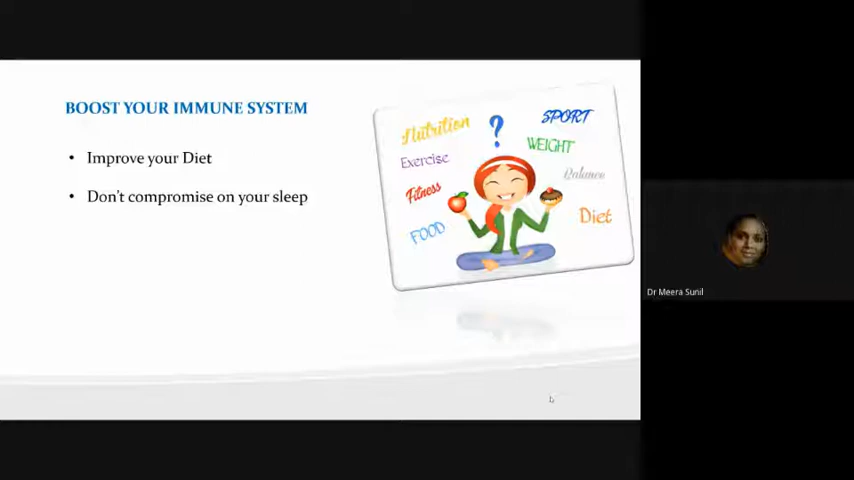 BOOST YOUR IMMUNE SYSTEM
• Improve your Diet
• Don't compromise on your sleep
Nutrition
?
SPORT
Exercise
WEIGHT
Fitness
Balance
FOOD
Diet
Dr Meera Sunil